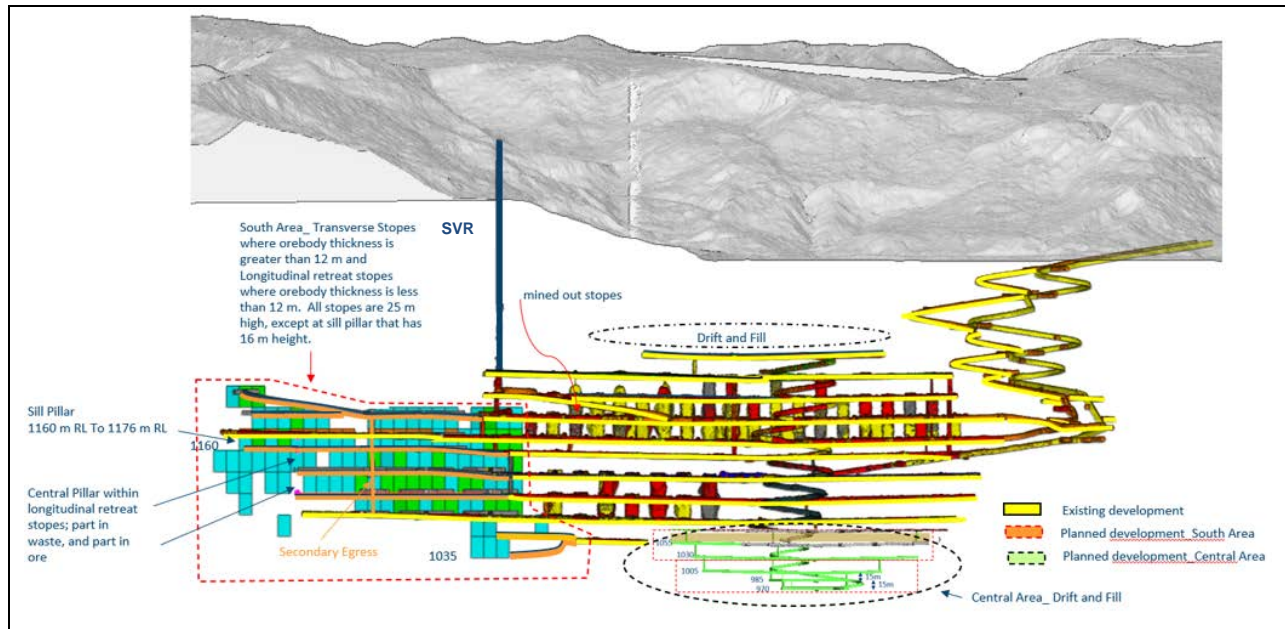 South Area_ Transverse Stopes
where orebody thickness is
greater than 12 m and
Longitudinal retreat stopes
where orebody thickness is less
than 12 m.  All stopes are 25 m
high, except at sill pillar that has
16 m height.
SVR
mined out stopes
Drift and Fill
Sill Pillar
1160 m RL To 1176 m RL
1160
Central Pillar within
longitudinal retreat
stopes; part in
waste, and part in
ore
Secondary Egress
1035
1055
1030
1005
985
970
15m
15m
Existing development
Planned development_South Area
Planned development_Central Area
Central Area_ Drift and Fill